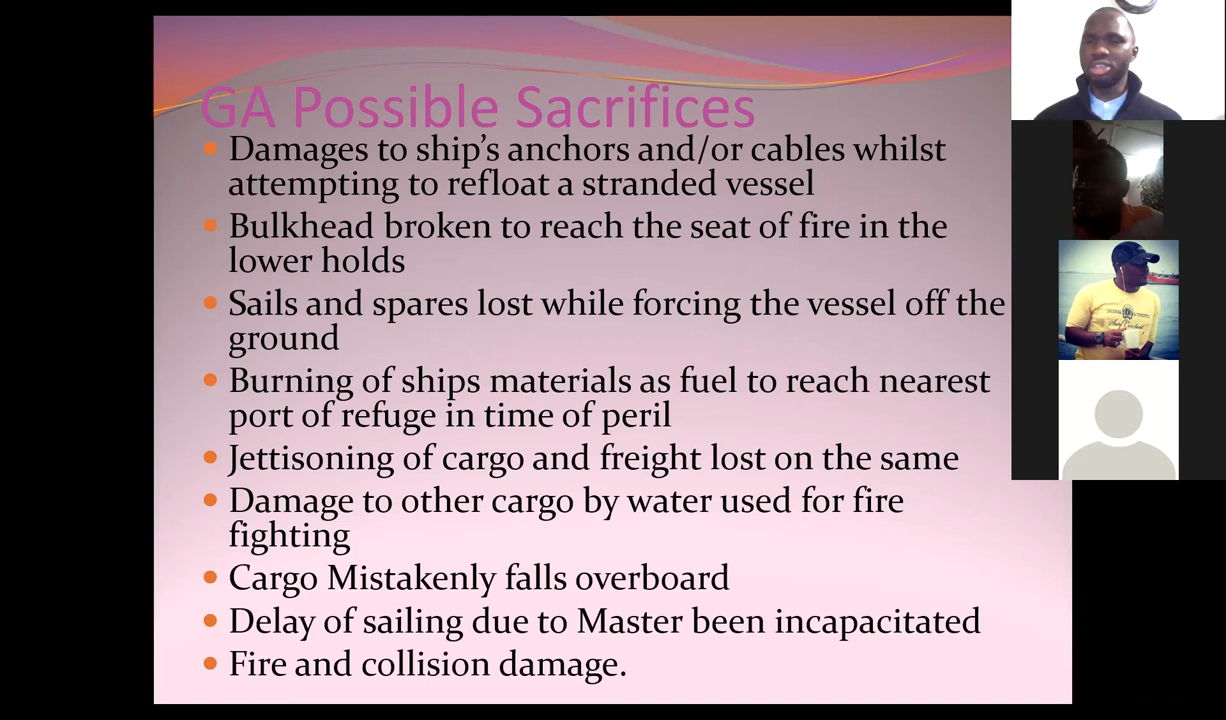 GA Possible Sacrifices
Damages to ship's anchors and/or cables whilst
attempting to refloat a stranded vessel
Bulkhead broken to reach the seat of fire in the
lower holds
Sails and spares lost while forcing the vessel off the
ground
Burning of ships materials as fuel to reach nearest
port of refuge in time of peril
Jettisoning of cargo and freight lost on the same
Damage to other cargo by water used for fire
fighting
Cargo Mistakenly falls overboard
Delay of sailing due to Master been incapacitated
Fire and collision damage.